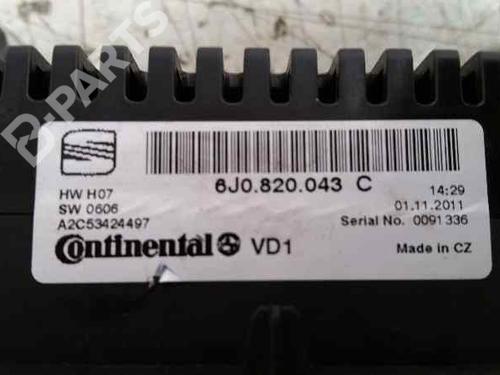 B-PARTS
6J0.820.043 C
HW H07
14:29
SW 0606
01.11.2011
A2C53424497
Serial No. 0091336
Continental VD1
Made in CZ